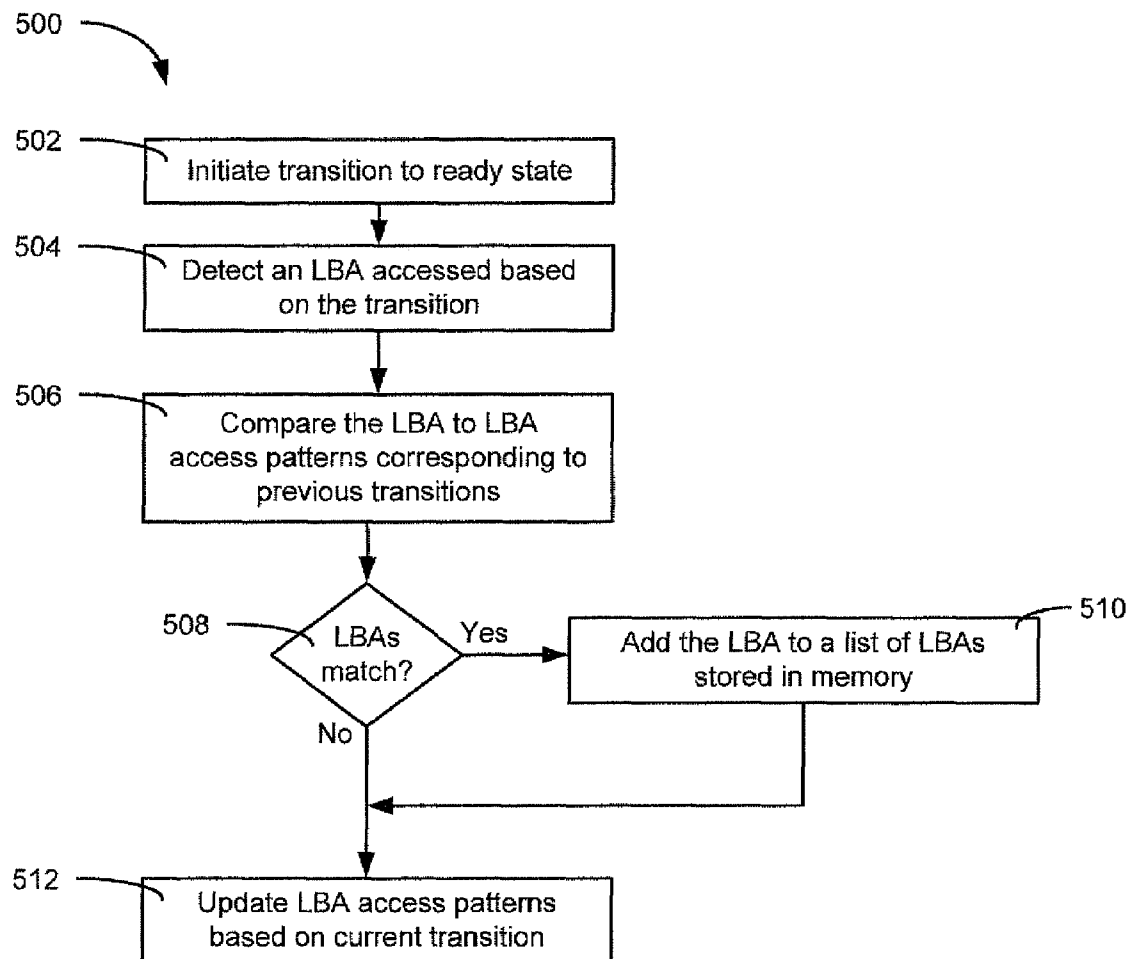 500
502
Initiate transition to ready state
504
Detect an LBA accessed based
on the transition
506
Compare the LBA to LBA
access patterns corresponding to
previous transitions
508
LBAs
match?
Yes
510
Add the LBA to a list of LBAs
stored in memory
No
512
Update LBA access patterns
based on current transition